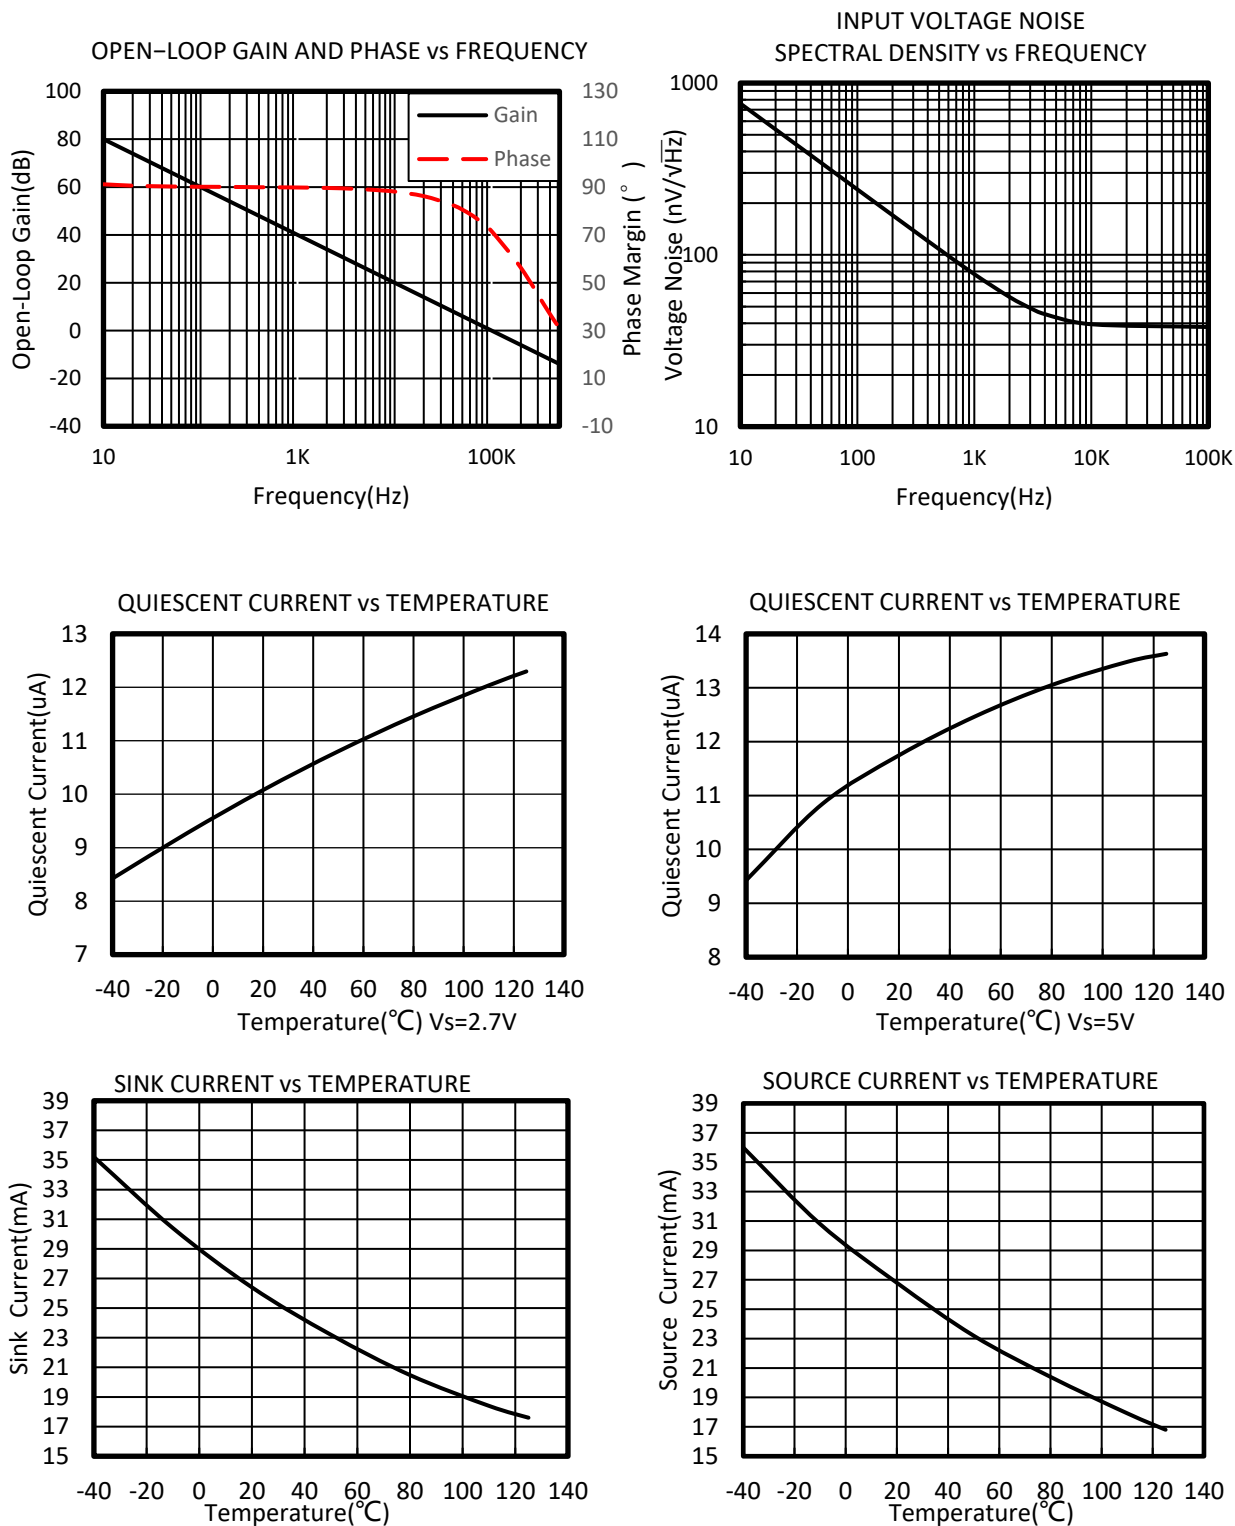 OPEN−LOOP GAIN AND PHASE vs FREQUENCY
100
80
60
40
20
0
-20
-40
Open-Loop Gain(dB)
130
110
90
70
50
30
10
-10
Phase Margin (°)
Gain
Phase
10 1K 100K
Frequency(Hz)
INPUT VOLTAGE NOISE
SPECTRAL DENSITY vs FREQUENCY
1000
100
10
Voltage Noise (nV/√Hz)
10 100 1K 10K 100K
Frequency(Hz)
QUIESCENT CURRENT vs TEMPERATURE
13
12
11
10
9
8
7
Quiescent Current(uA)
-40 -20 0 20 40 60 80 100 120 140
Temperature(℃) Vs=2.7V
QUIESCENT CURRENT vs TEMPERATURE
14
13
12
11
10
9
8
Quiescent Current(uA)
-40 -20 0 20 40 60 80 100 120 140
Temperature(℃) Vs=5V
SINK CURRENT vs TEMPERATURE
39
37
35
33
31
29
27
25
23
21
19
17
15
Sink Current(mA)
-40 -20 0 20 40 60 80 100 120 140
Temperature(℃)
SOURCE CURRENT vs TEMPERATURE
39
37
35
33
31
29
27
25
23
21
19
17
15
Source Current(mA)
-40 -20 0 20 40 60 80 100 120 140
Temperature(℃)